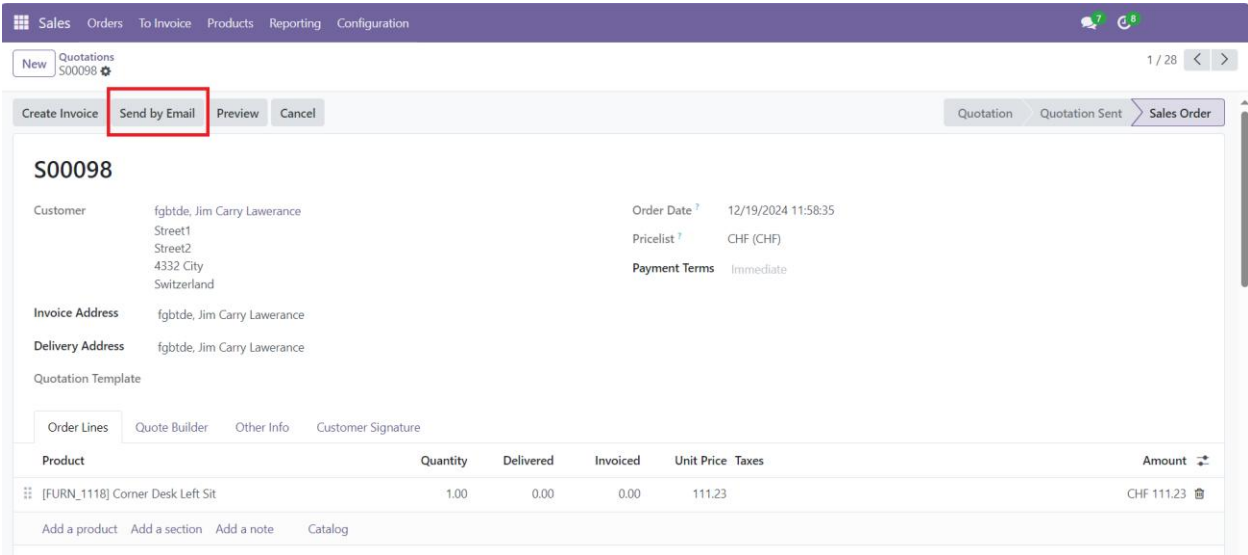 Sales Orders To Invoice Products Reporting Configuration 7 8
New Quotations 1 / 28
S00098
Create Invoice Send by Email Preview Cancel Quotation Quotation Sent Sales Order
S00098
Customer fgbtde, Jim Carry Lawerance Order Date ? 12/19/2024 11:58:35
Street1
Street2 Pricelist ? CHF (CHF)
4332 City Payment Terms Immediate
Switzerland
Invoice Address fgbtde, Jim Carry Lawerance
Delivery Address fgbtde, Jim Carry Lawerance
Quotation Template
Order Lines Quote Builder Other Info Customer Signature
Product Quantity Delivered Invoiced Unit Price Taxes Amount
[FURN_1118] Corner Desk Left Sit 1.00 0.00 0.00 111.23 CHF 111.23
Add a product Add a section Add a note Catalog